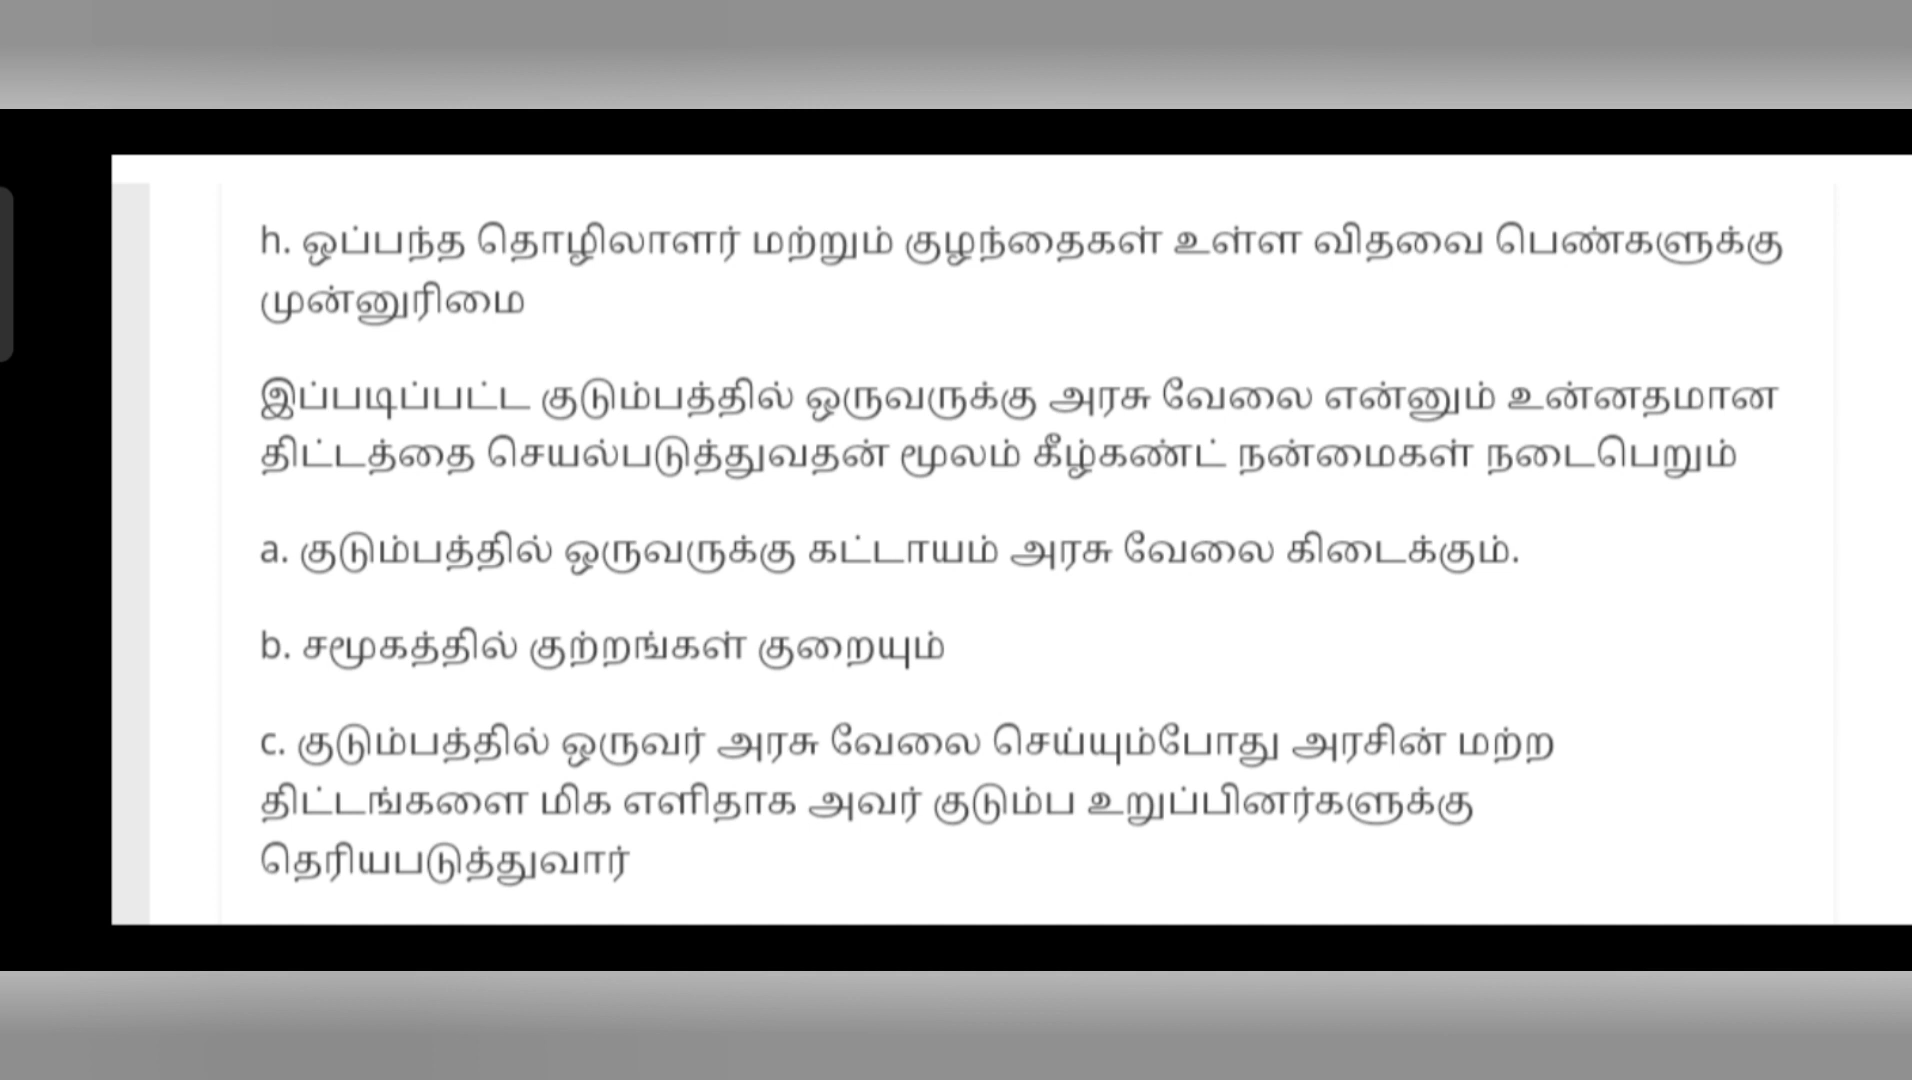 h. ஒப்பந்த தொழிலாளர் மற்றும் குழந்தைகள் உள்ள விதவை பெண்களுக்கு
முன்னுரிமை
இப்படிப்பட்ட குடும்பத்தில் ஒருவருக்கு அரசு வேலை என்னும் உன்னதமான
திட்டத்தை செயல்படுத்துவதன் மூலம் கீழ்கண்ட் நன்மைகள் நடைபெறும்
a. குடும்பத்தில் ஒருவருக்கு கட்டாயம் அரசு வேலை கிடைக்கும்.
b. சமூகத்தில் குற்றங்கள் குறையும்
c. குடும்பத்தில் ஒருவர் அரசு வேலை செய்யும்போது அரசின் மற்ற
திட்டங்களை மிக எளிதாக அவர் குடும்ப உறுப்பினர்களுக்கு
தெரியபடுத்துவார்